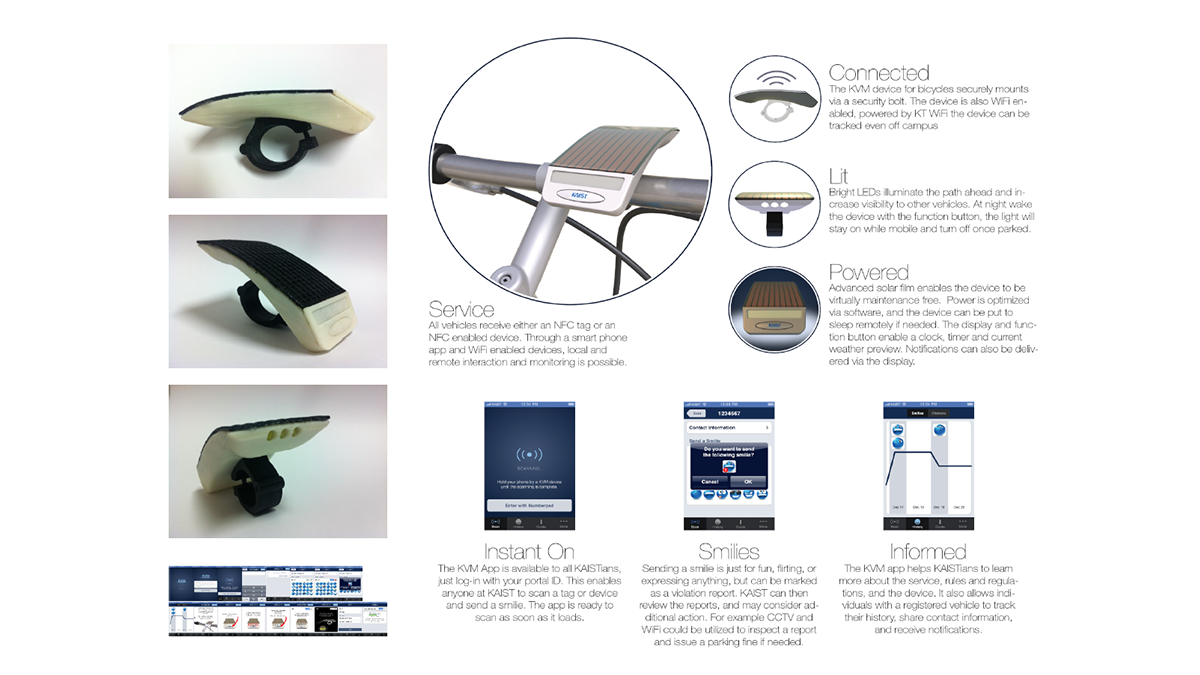 Connected
The KVM device for bicycles securely mounts
via a security bolt. The device is also WiFi en-
abled, powered by KT WiFi the device can be
tracked even off campus
Lit
Bright LEDs illuminate the path ahead and in-
crease visibility to other vehicles. At night wake
the device with the function button, the light will
stay on while mobile and turn off once parked.
Powered
Advanced solar film enables the device to be
virtually maintenance free. Power is optimized
via software, and the device can be put to
sleep remotely if needed. The display and func-
tion button enable a clock, timer and current
weather preview. Notifications can also be deliv-
ered via the display.
KAIST
KAIST
Service
All vehicles receive either an NFC tag or an
NFC enabled device. Through a smart phone
app and WiFi enabled devices, local and
remote interaction and monitoring is possible.
SCANNING...
Hold your phone by a KVM device
until the scanning is complete.
Enter with Numberpad
Instant On
The KVM App is available to all KAISTians,
just log-in with your portal ID. This enables
anyone at KAIST to scan a tag or device
and send a smilie. The app is ready to
scan as soon as it loads.
1234567
Contact Information
Send a Smilie
Do you want to send
the following smilie?
Cancel
OK
Smilies
Sending a smilie is just for fun, flirting, or
expressing anything, but can be marked
as a violation report. KAIST can then
review the reports, and may consider ad-
ditional action. For example CCTV and
WiFi could be utilized to inspect a report
and issue a parking fine if needed.
Informed
The KVM app helps KAISTians to learn
more about the service, rules and regula-
tions, and the device. It also allows indi-
viduals with a registered vehicle to track
their history, share contact information,
and receive notifications.